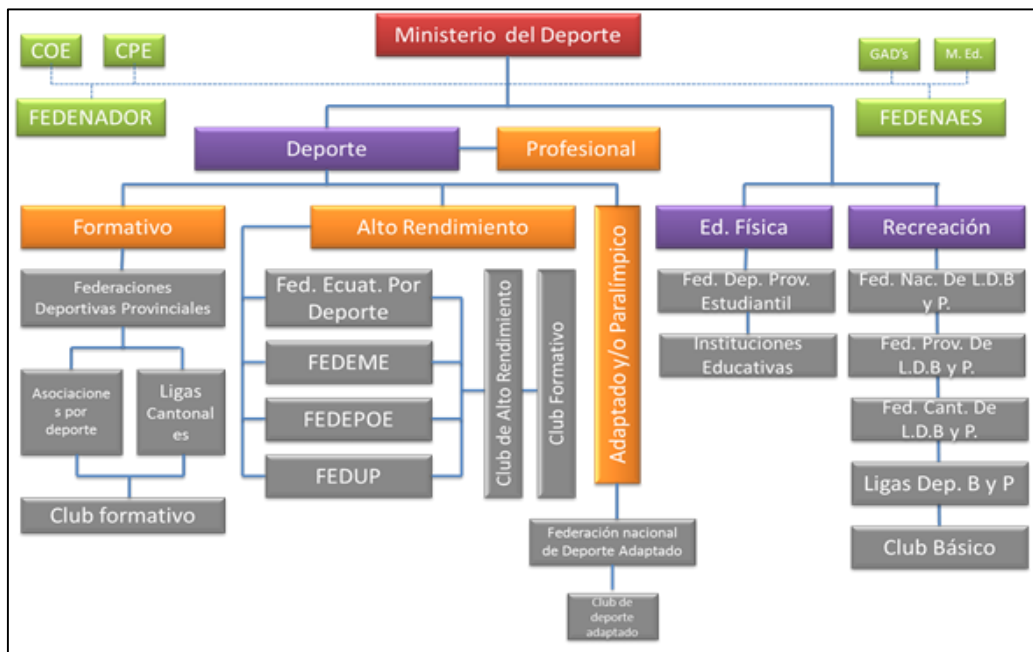 Ministerio del Deporte
COE
CPE
GAD's
M. Ed.
FEDENADOR
FEDENAES
Deporte
Profesional
Formativo
Alto Rendimiento
Adaptado y/o Paralímpico
Ed. Física
Recreación
Federaciones
Deportivas Provinciales
Asociacione
s por
deporte
Ligas
Cantonal
es
Club formativo
Fed. Ecuat. Por
Deporte
FEDEME
FEDEPOE
FEDUP
Club de Alto Rendimiento
Club Formativo
Federación nacional
de Deporte Adaptado
Club de
deporte
adaptado
Fed. Dep. Prov.
Estudiantil
Instituciones
Educativas
Fed. Nac. De L.D.B
y P.
Fed. Prov. De
L.D.B y P.
Fed. Cant. De
L.D.B y P.
Ligas Dep. B y P
Club Básico